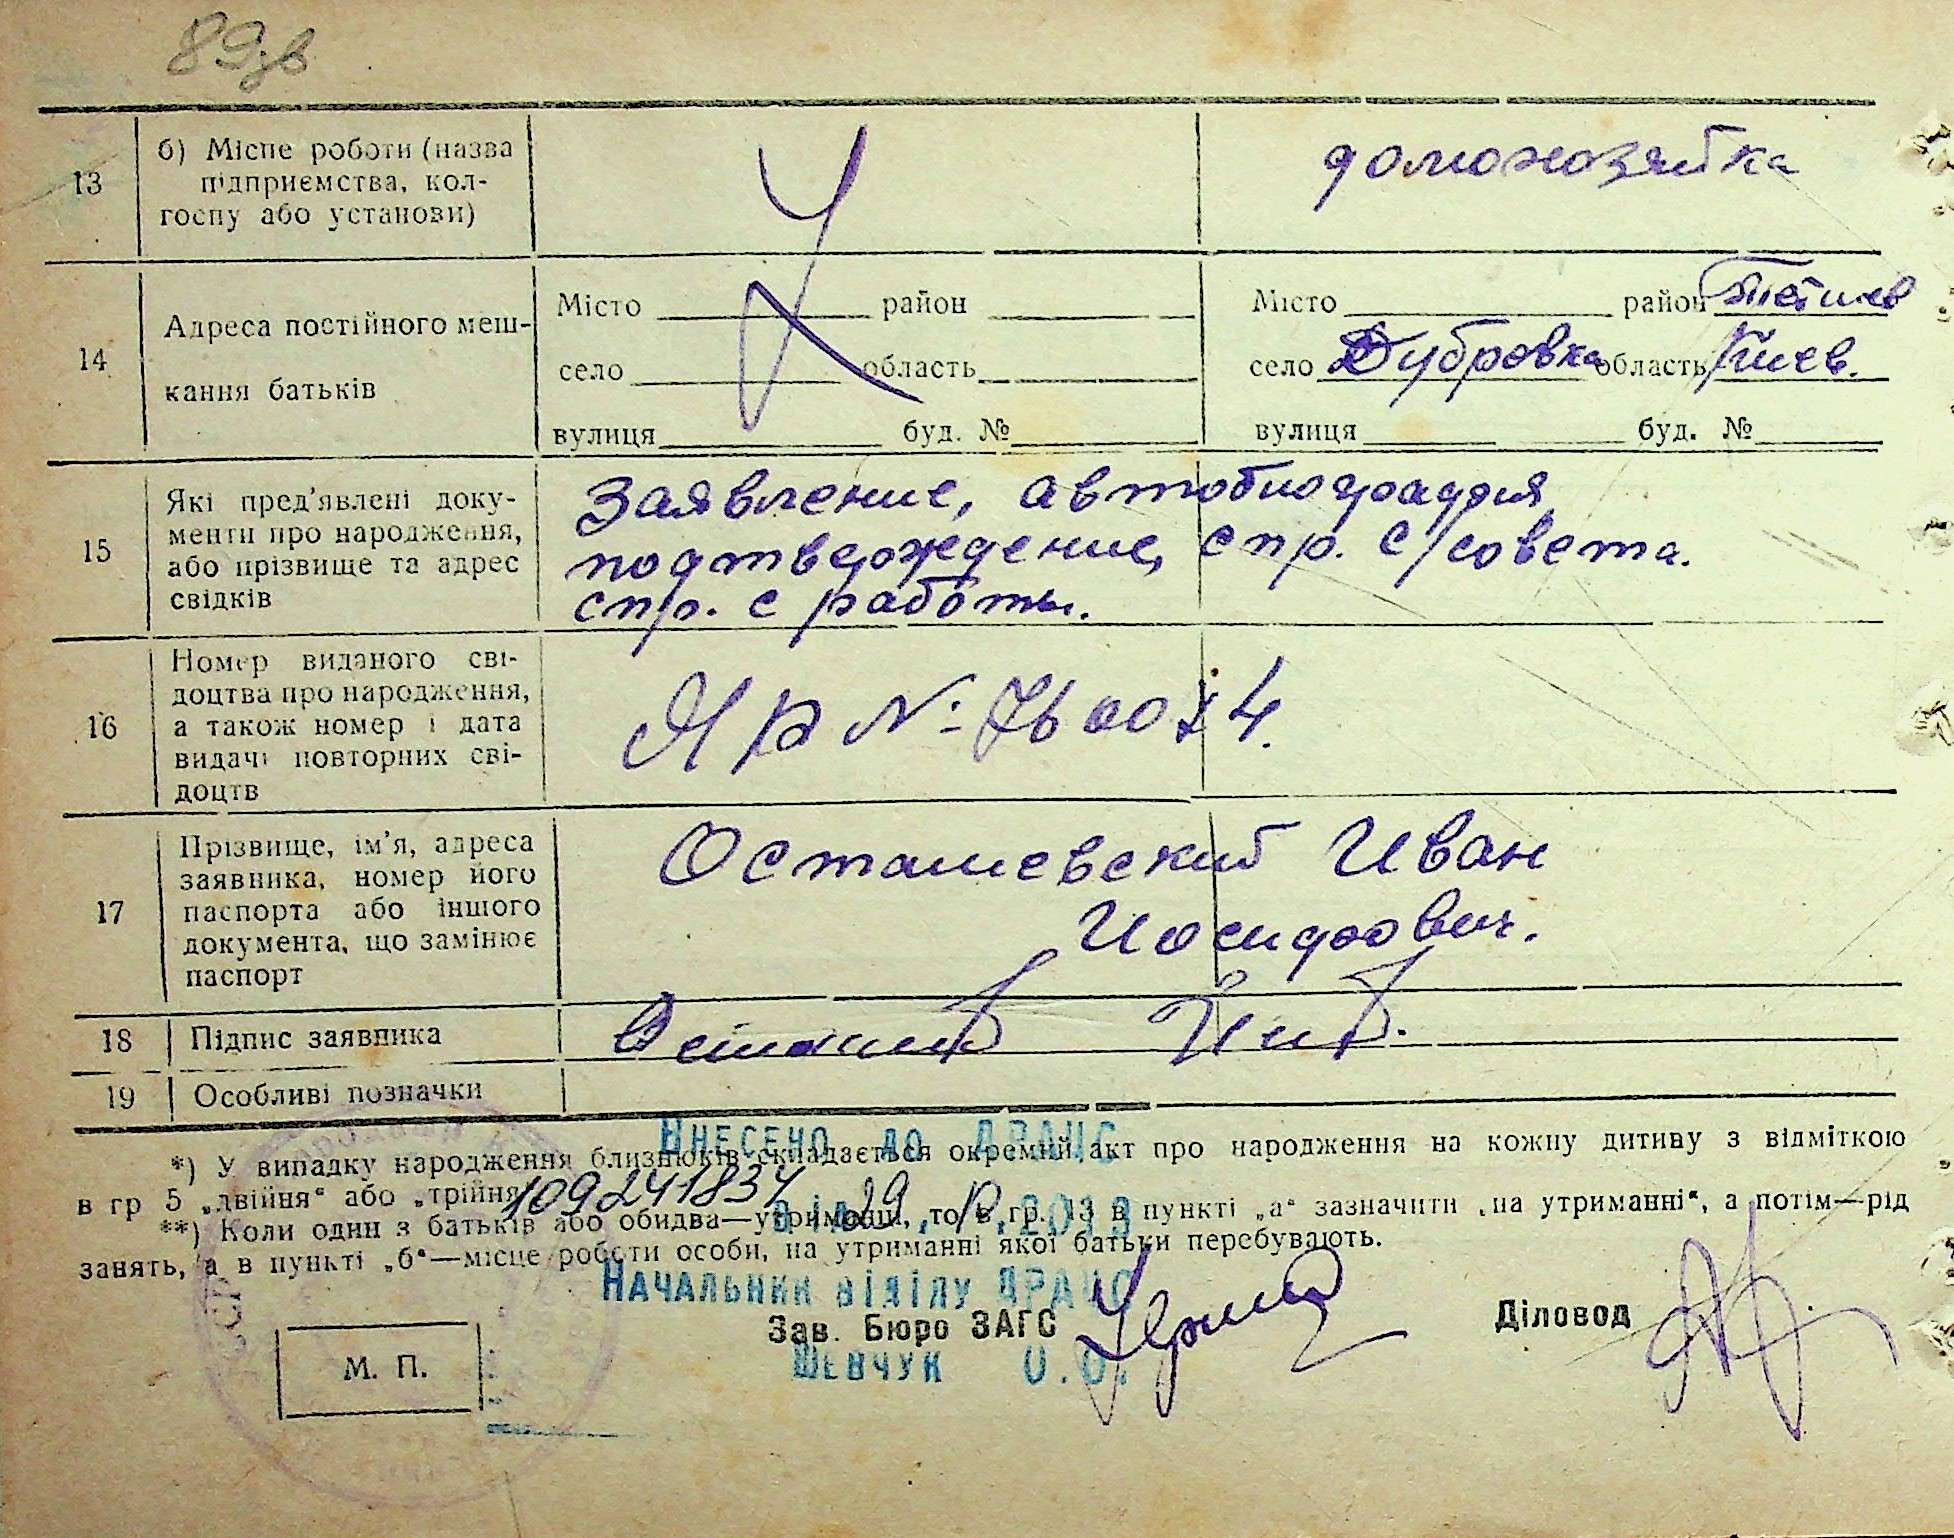 89зв
13
б) Місце роботи (назва
підприємства, кол-
госпу або установи)
домохозяйка
14
Адреса постійного меш-
кання батьків
Місто район
село область
вулиця буд. №
Місто район Тетиев
село Дубровка область Киев.
вулиця буд. №
15
Які пред'явлені доку-
менти про народження,
або прізвище та адрес
свідків
Заявление, автобиография,
подтверждение, спр. с/совета.
спр. с работы.
16
Номер виданого сві-
доцтва про народження,
а також номер і дата
видачі повторних сві-
доцтв
17
Прізвище, ім'я, адреса
заявника, номер його
паспорта або іншого
документа, що замінює
паспорт
Осташевский Иван
Иосифович.
18
Підпис заявника
19
Особливі позначки
Внесено до ДРАЦС
*) У випадку народження близнюків складається окремий акт про народження на кожну дитину з відміткою
в гр 5 „двійня“ або „трійня
109241834
**) Коли один з батьків або обидва—утриманці, то в гр. 13 в пункті „а“ зазначити „на утриманні“, а потім—рід
занять, а в пункті „б“—місце роботи особи, на утриманні якої батьки перебувають.
Начальник відділу ДРАЦС
Зав. Бюро ЗАГС
Діловод
Шевчук О.О.
М. П.